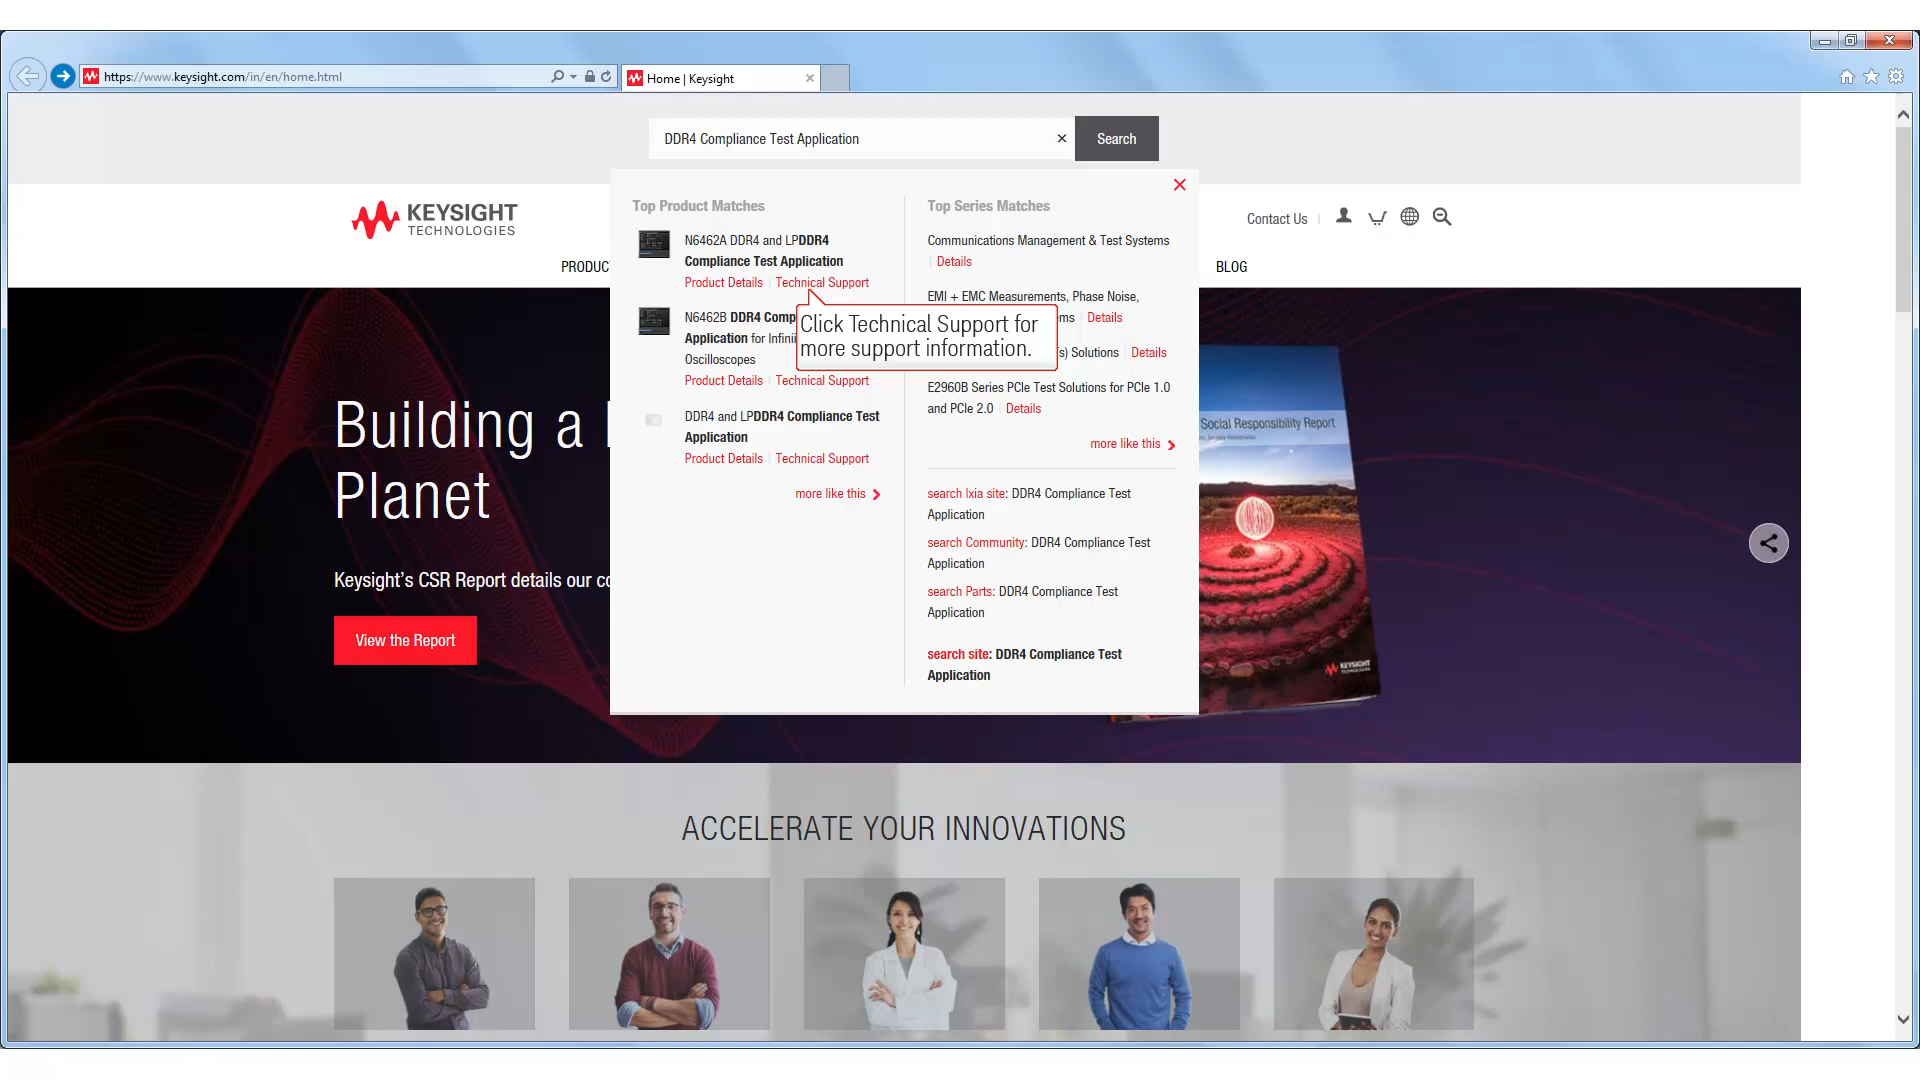 https://www.keysight.com/in/en/home.html
Home | Keysight
DDR4 Compliance Test Application
Search
KEYSIGHT
TECHNOLOGIES
Contact Us
BLOG
Top Product Matches
N6462A DDR4 and LPDDR4
Compliance Test Application
Product Details | Technical Support
N6462B DDR4
Application for
Oscilloscopes
Product Details | Technical Support
DDR4 and LPDDR4 Compliance Test
Application
Product Details | Technical Support
more like this
Click Technical Support for
more support information.
Top Series Matches
Communications Management & Test Systems
| Details
EMI + EMC Measurements, Phase Noise,
Details
Solutions | Details
E2960B Series PCIe Test Solutions for PCIe 1.0
and PCIe 2.0 | Details
more like this
search Ixia site: DDR4 Compliance Test
Application
search Community: DDR4 Compliance Test
Application
search Parts: DDR4 Compliance Test
Application
search site: DDR4 Compliance Test
Application
Building a
Planet
Keysight's CSR Report details our
View the Report
Social Responsibility Report
KEYSIGHT
TECHNOLOGIES
ACCELERATE YOUR INNOVATIONS